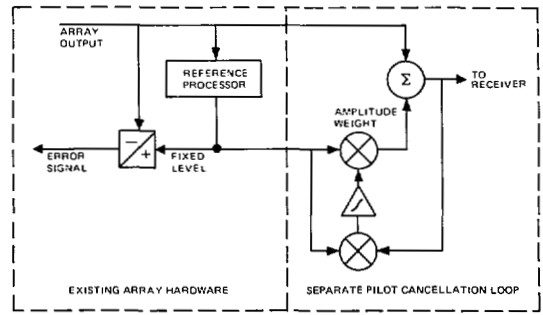 ARRAY
OUTPUT
REFERENCE
PROCESSOR
Σ
TO
RECEIVER
AMPLITUDE
WEIGHT
−
+
ERROR
SIGNAL
FIXED
LEVEL
∫
EXISTING ARRAY HARDWARE
SEPARATE PILOT CANCELLATION LOOP